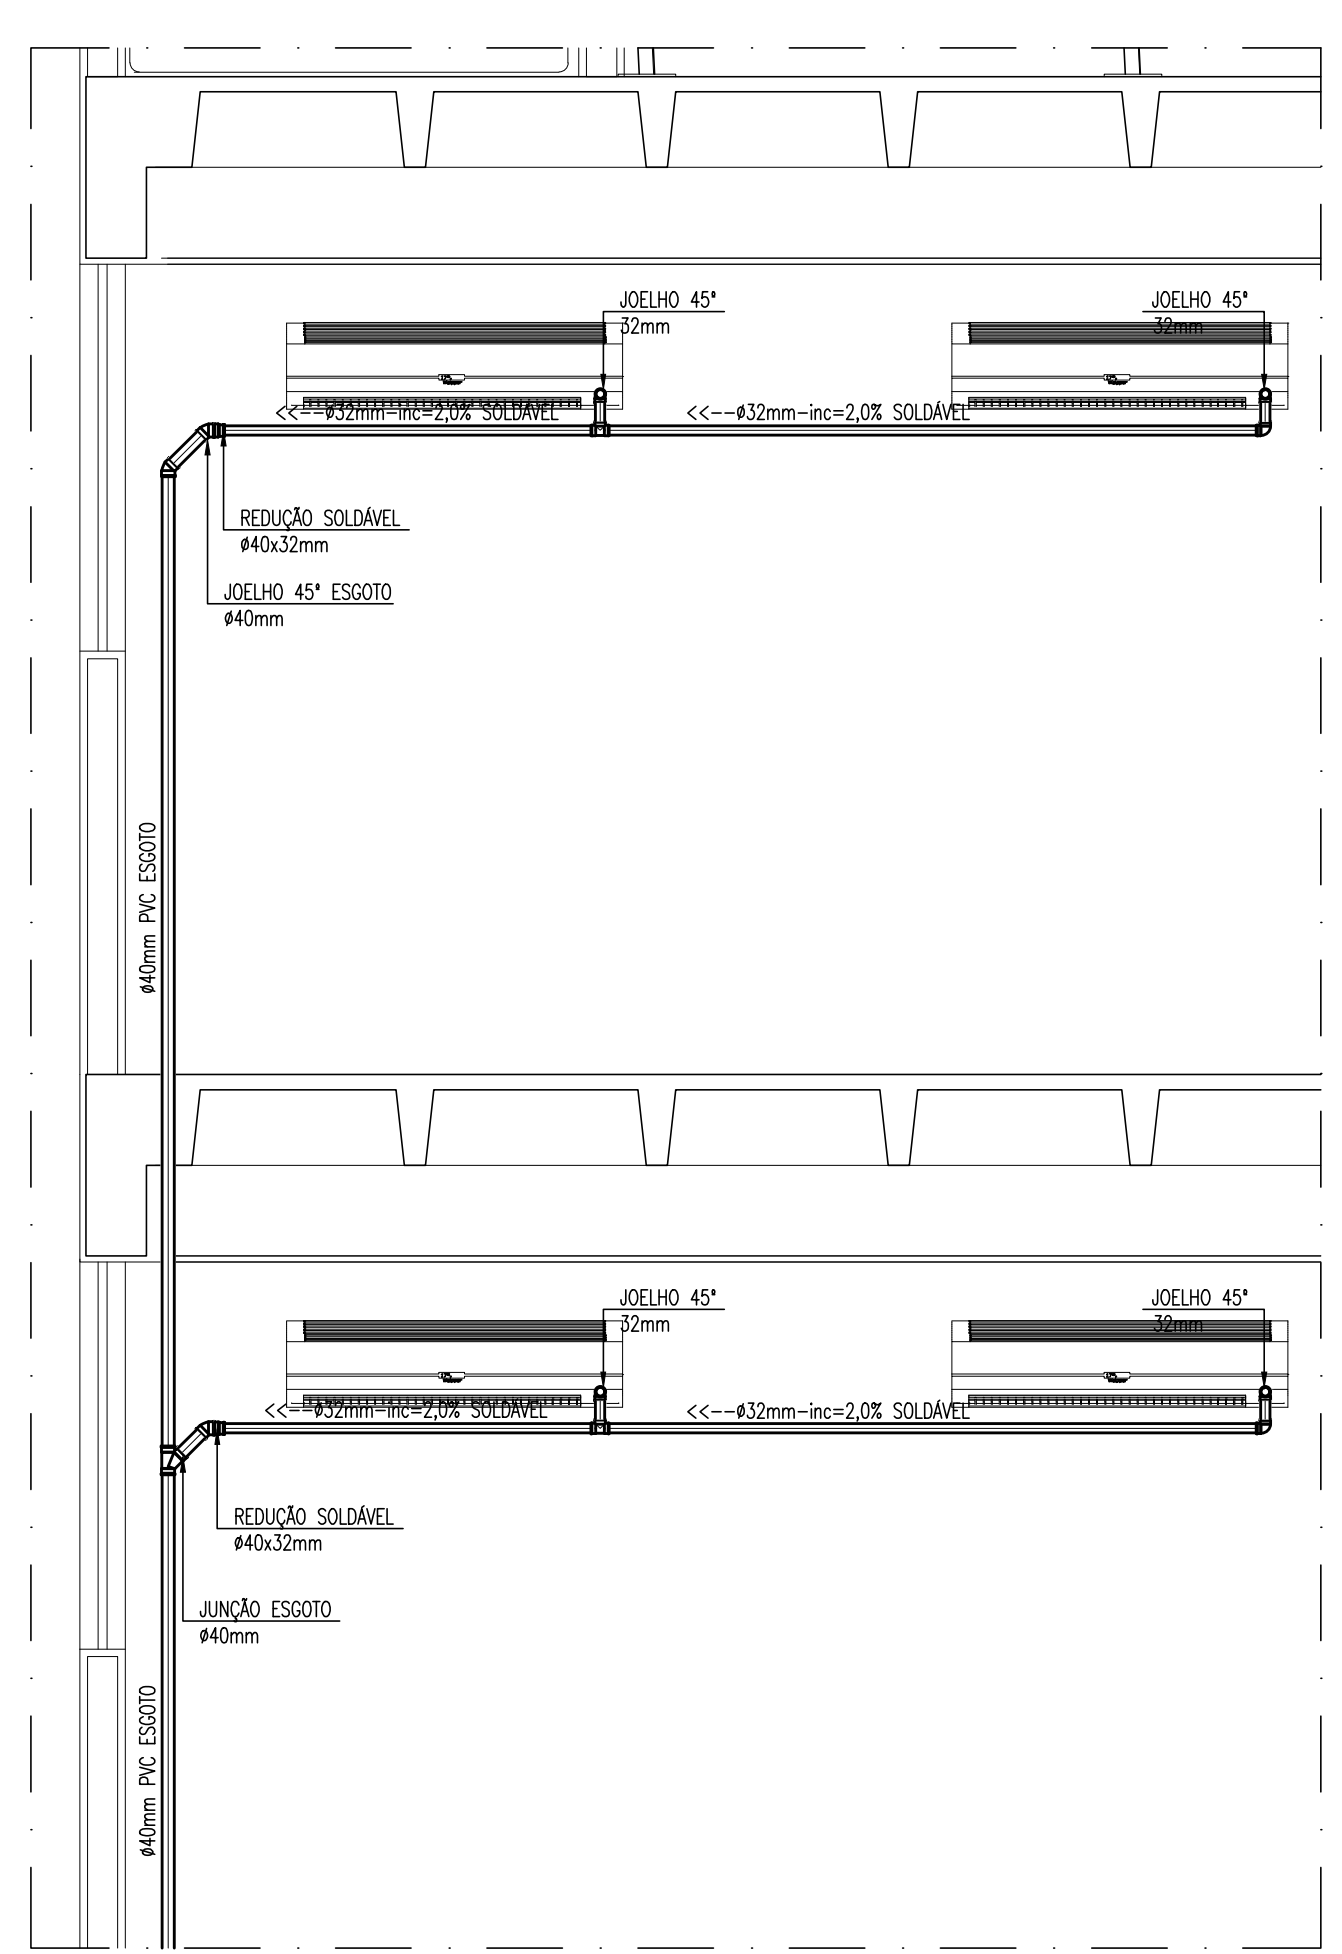 JOELHO 45°
32mm
JOELHO 45°
32mm
<<--ø32mm-inc=2,0% SOLDÁVEL
<<--ø32mm-inc=2,0% SOLDÁVEL
REDUÇÃO SOLDÁVEL
ø40x32mm
JOELHO 45° ESGOTO
ø40mm
ø40mm PVC ESGOTO
JOELHO 45°
32mm
JOELHO 45°
32mm
<<--ø32mm-inc=2,0% SOLDÁVEL
<<--ø32mm-inc=2,0% SOLDÁVEL
REDUÇÃO SOLDÁVEL
ø40x32mm
JUNÇÃO ESGOTO
ø40mm
ø40mm PVC ESGOTO